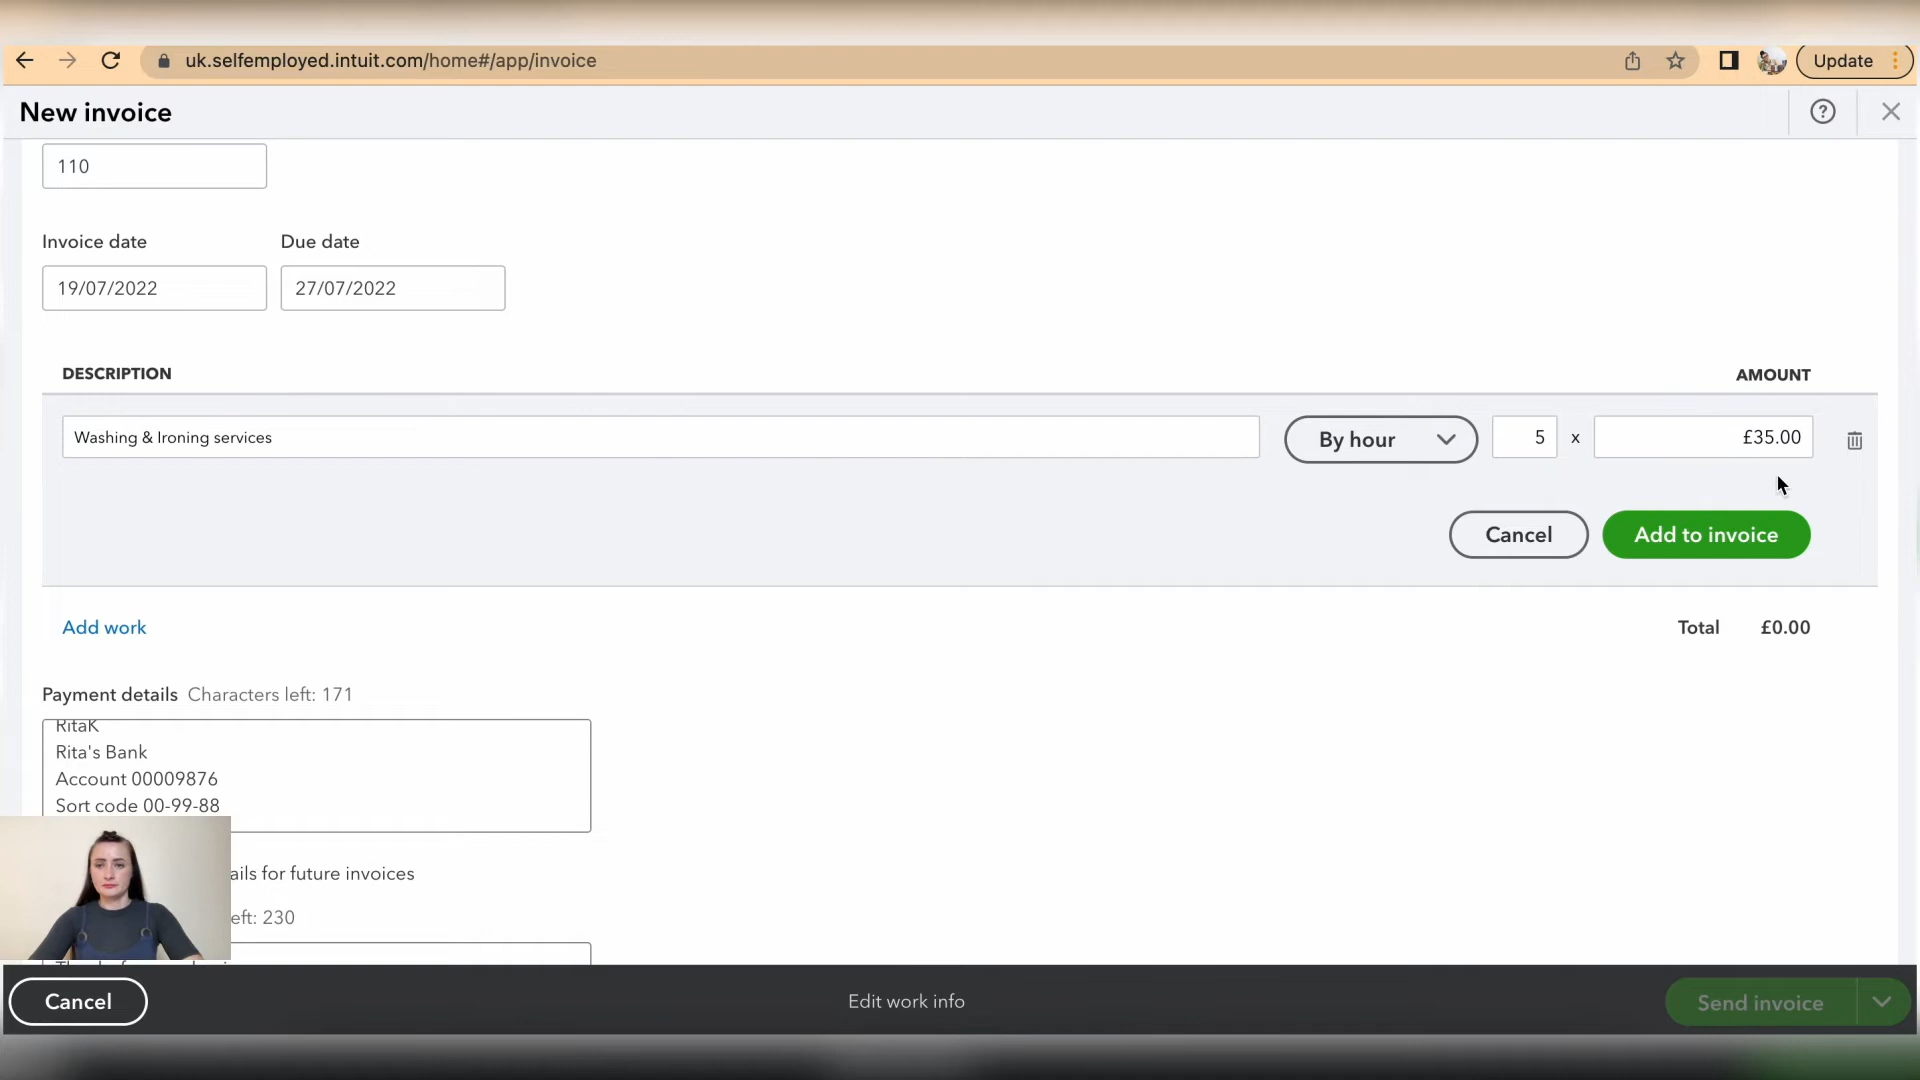 uk.selfemployed.intuit.com/home#/app/invoice
Update
New invoice
110
Invoice date
Due date
19/07/2022
27/07/2022
DESCRIPTION
AMOUNT
Washing & Ironing services
By hour
5
x
£35.00
Cancel
Add to invoice
Add work
Total
£0.00
Payment details Characters left: 171
RitaK
Rita's Bank
Account 00009876
Sort code 00-99-88
ails for future invoices
eft: 230
Cancel
Edit work info
Send invoice